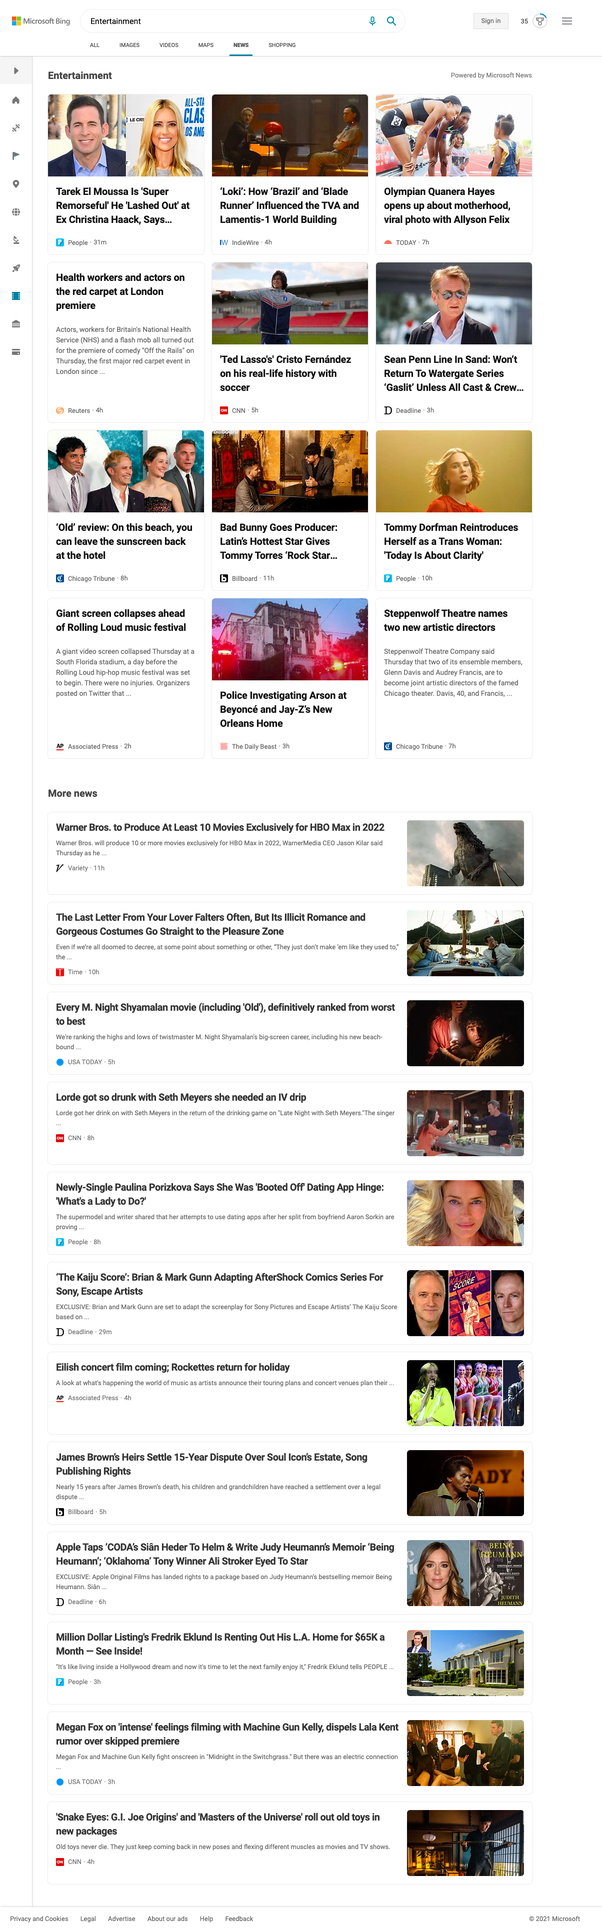 Microsoft Bing
Entertainment
Sign in
35
ALL
IMAGES
VIDEOS
MAPS
NEWS
SHOPPING
Entertainment
Powered by Microsoft News
Tarek El Moussa Is 'Super
Remorseful' He 'Lashed Out' at
Ex Christina Haack, Says...
People · 31m
'Loki': How 'Brazil' and 'Blade
Runner' Influenced the TVA and
Lamentis-1 World Building
IndieWire · 4h
Olympian Quanera Hayes
opens up about motherhood,
viral photo with Allyson Felix
TODAY · 7h
Health workers and actors on
the red carpet at London
premiere
Actors, workers for Britain's National Health
Service (NHS) and a flash mob all turned out
for the premiere of comedy "Off the Rails" on
Thursday, the first major red carpet event in
London since ...
Reuters · 4h
'Ted Lasso's' Cristo Fernández
on his real-life history with
soccer
CNN · 5h
Sean Penn Line In Sand: Won't
Return To Watergate Series
'Gaslit' Unless All Cast & Crew...
Deadline · 3h
'Old' review: On this beach, you
can leave the sunscreen back
at the hotel
Chicago Tribune · 8h
Bad Bunny Goes Producer:
Latin's Hottest Star Gives
Tommy Torres 'Rock Star...
Billboard · 11h
Tommy Dorfman Reintroduces
Herself as a Trans Woman:
'Today Is About Clarity'
People · 10h
Giant screen collapses ahead
of Rolling Loud music festival
A giant video screen collapsed Thursday at a
South Florida stadium, a day before the
Rolling Loud hip-hop music festival was set
to begin. There were no injuries. Organizers
posted on Twitter that ...
Associated Press · 2h
Police Investigating Arson at
Beyoncé and Jay-Z's New
Orleans Home
The Daily Beast · 3h
Steppenwolf Theatre names
two new artistic directors
Steppenwolf Theatre Company said
Thursday that two of its ensemble members,
Glenn Davis and Audrey Francis, are to
become joint artistic directors of the famed
Chicago theater. Davis, 40, and Francis, ...
Chicago Tribune · 7h
More news
Warner Bros. to Produce At Least 10 Movies Exclusively for HBO Max in 2022
Warner Bros. will produce 10 or more movies exclusively for HBO Max in 2022, WarnerMedia CEO Jason Kilar said
Thursday as he ...
Variety · 11h
The Last Letter From Your Lover Falters Often, But Its Illicit Romance and
Gorgeous Costumes Go Straight to the Pleasure Zone
Even if we're all doomed to decree, at some point about something or other, "They just don't make 'em like they used to,"
the ...
Time · 10h
Every M. Night Shyamalan movie (including 'Old'), definitively ranked from worst
to best
We're ranking the highs and lows of twistmaster M. Night Shyamalan's big-screen career, including his new beach-
bound ...
USA TODAY · 5h
Lorde got so drunk with Seth Meyers she needed an IV drip
Lorde got her drink on with Seth Meyers in the return of the drinking game on "Late Night with Seth Meyers."The singer
...
CNN · 8h
Newly-Single Paulina Porizkova Says She Was 'Booted Off' Dating App Hinge:
'What's a Lady to Do?'
The supermodel and writer shared that her attempts to use dating apps after her split from boyfriend Aaron Sorkin are
proving ...
People · 8h
'The Kaiju Score': Brian & Mark Gunn Adapting AfterShock Comics Series For
Sony, Escape Artists
EXCLUSIVE: Brian and Mark Gunn are set to adapt the screenplay for Sony Pictures and Escape Artists' The Kaiju Score
based on ...
Deadline · 29m
SCORE
Eilish concert film coming; Rockettes return for holiday
A look at what's happening the world of music as artists announce their touring plans and concert venues plan their ...
Associated Press · 4h
James Brown's Heirs Settle 15-Year Dispute Over Soul Icon's Estate, Song
Publishing Rights
Nearly 15 years after James Brown's death, his children and grandchildren have reached a settlement over a legal
dispute ...
Billboard · 5h
Apple Taps 'CODA's Siân Heder To Helm & Write Judy Heumann's Memoir 'Being
Heumann'; 'Oklahoma' Tony Winner Ali Stroker Eyed To Star
EXCLUSIVE: Apple Original Films has landed rights to a package based on Judy Heumann's bestselling memoir Being
Heumann. Siân ...
Deadline · 6h
BEING
HEUMANN
JUDITH
HEUMANN
Million Dollar Listing's Fredrik Eklund Is Renting Out His L.A. Home for $65K a
Month — See Inside!
"It's like living inside a Hollywood dream and now it's time to let the next family enjoy it," Fredrik Eklund tells PEOPLE ...
People · 3h
Megan Fox on 'intense' feelings filming with Machine Gun Kelly, dispels Lala Kent
rumor over skipped premiere
Megan Fox and Machine Gun Kelly fight onscreen in "Midnight in the Switchgrass." But there was an electric connection
...
USA TODAY · 3h
'Snake Eyes: G.I. Joe Origins' and 'Masters of the Universe' roll out old toys in
new packages
Old toys never die. They just keep coming back in new poses and flexing different muscles as movies and TV shows.
CNN · 4h
Privacy and Cookies
Legal
Advertise
About our ads
Help
Feedback
© 2021 Microsoft